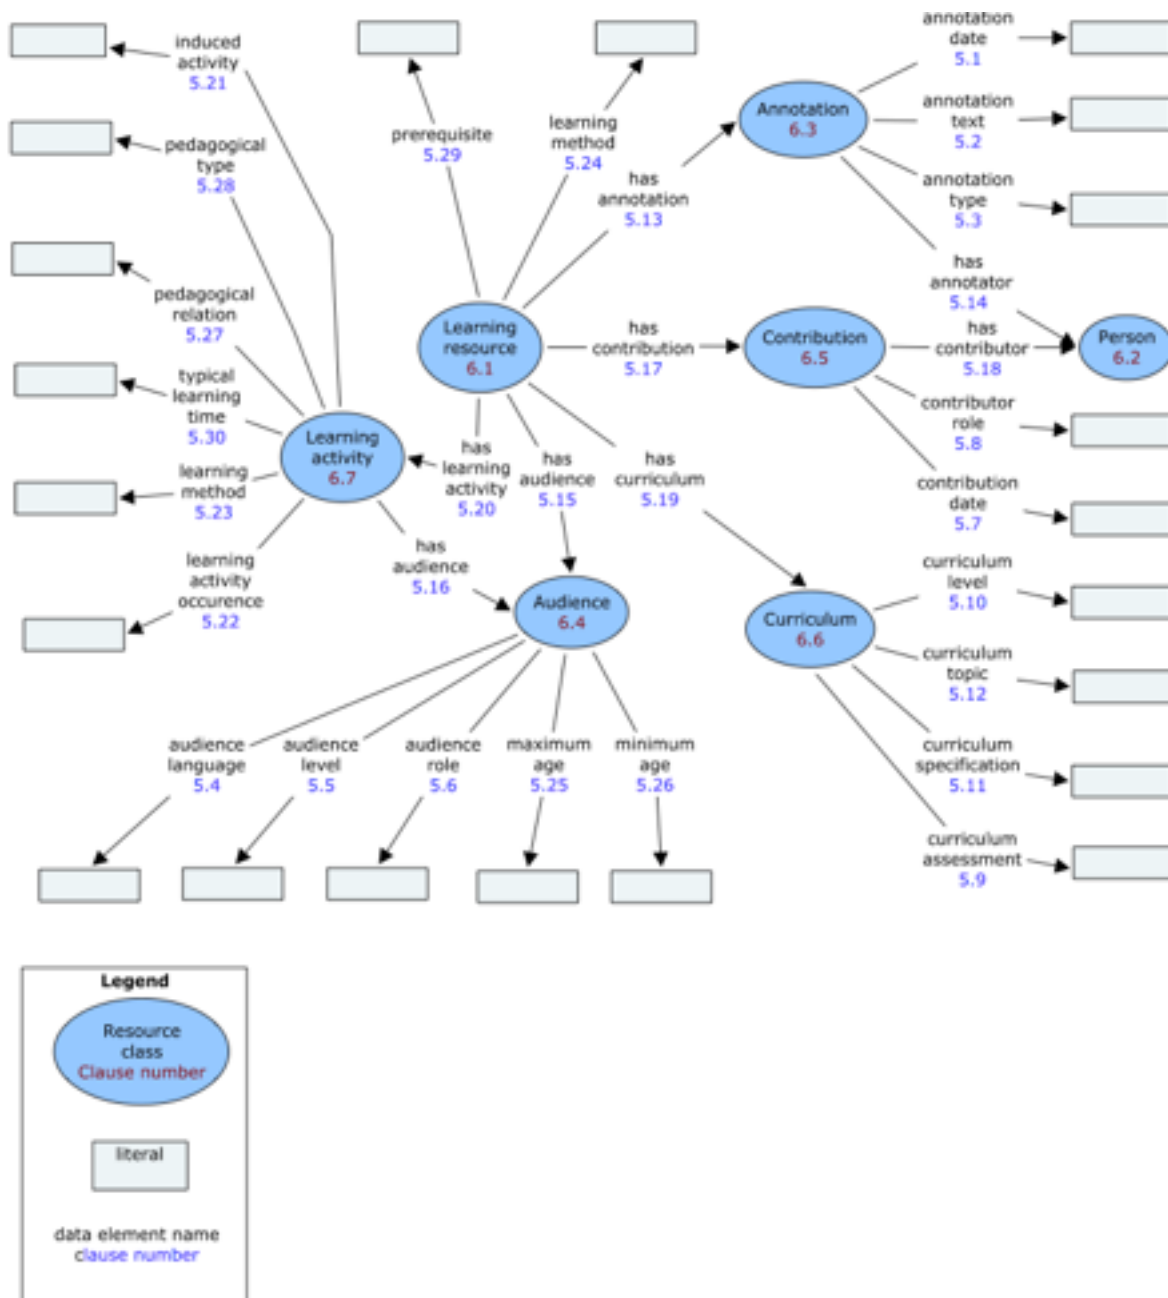 induced
activity
5.21
pedagogical
type
5.28
pedagogical
relation
5.27
typical
learning
time
5.30
learning
method
5.23
learning
activity
occurence
5.22
prerequisite
5.29
learning
method
5.24
has
annotation
5.13
Annotation
6.3
annotation
date
5.1
annotation
text
5.2
annotation
type
5.3
has
annotator
5.14
Learning
resource
6.1
has
contribution
5.17
Contribution
6.5
has
contributor
5.18
Person
6.2
contributor
role
5.8
contribution
date
5.7
Learning
activity
6.7
has
learning
activity
5.20
has
audience
5.15
has
curriculum
5.19
has
audience
5.16
Audience
6.4
Curriculum
6.6
curriculum
level
5.10
curriculum
topic
5.12
curriculum
specification
5.11
curriculum
assessment
5.9
audience
language
5.4
audience
level
5.5
audience
role
5.6
maximum
age
5.25
minimum
age
5.26
Legend
Resource
class
Clause number
literal
data element name
clause number